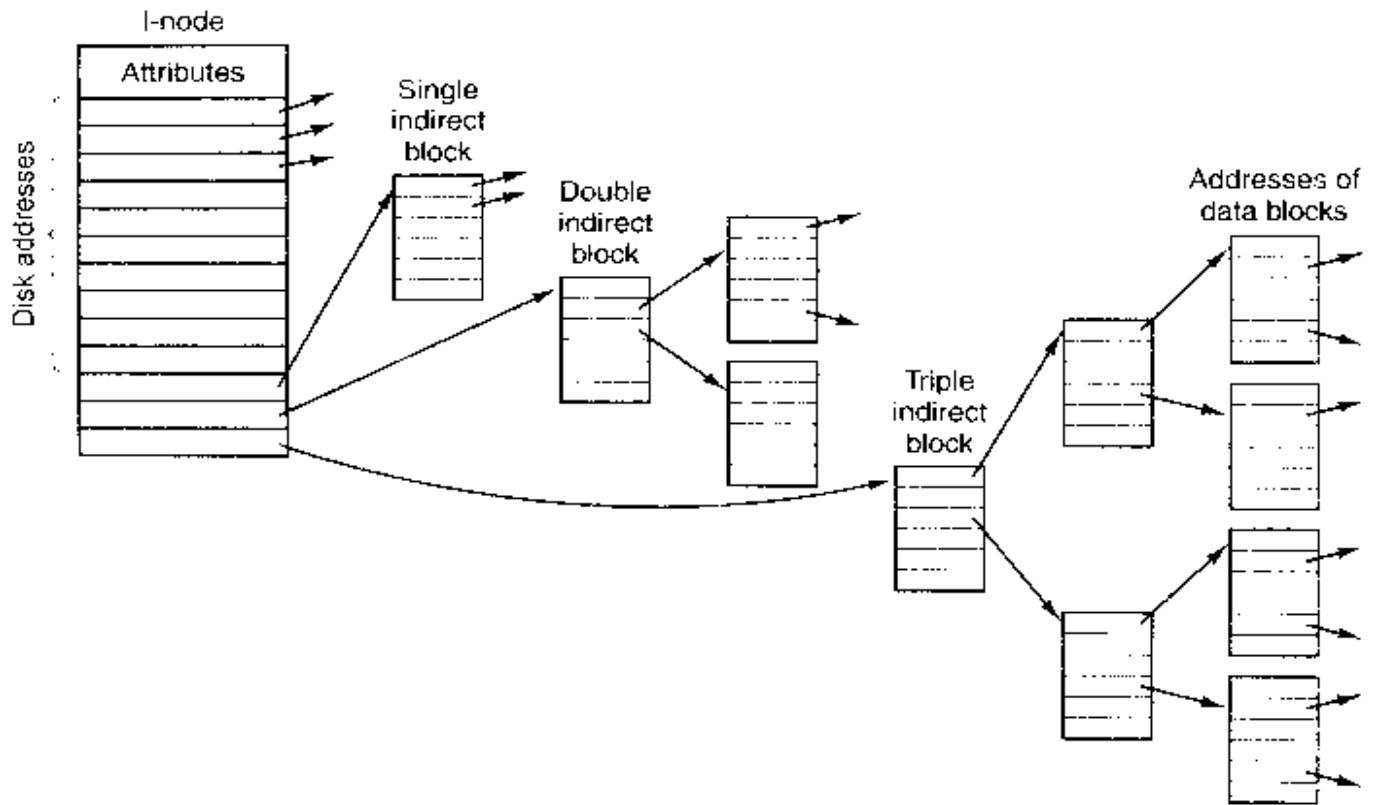 I-node
Attributes
Disk addresses
Single
indirect
block
Double
indirect
block
Triple
indirect
block
Addresses of
data blocks